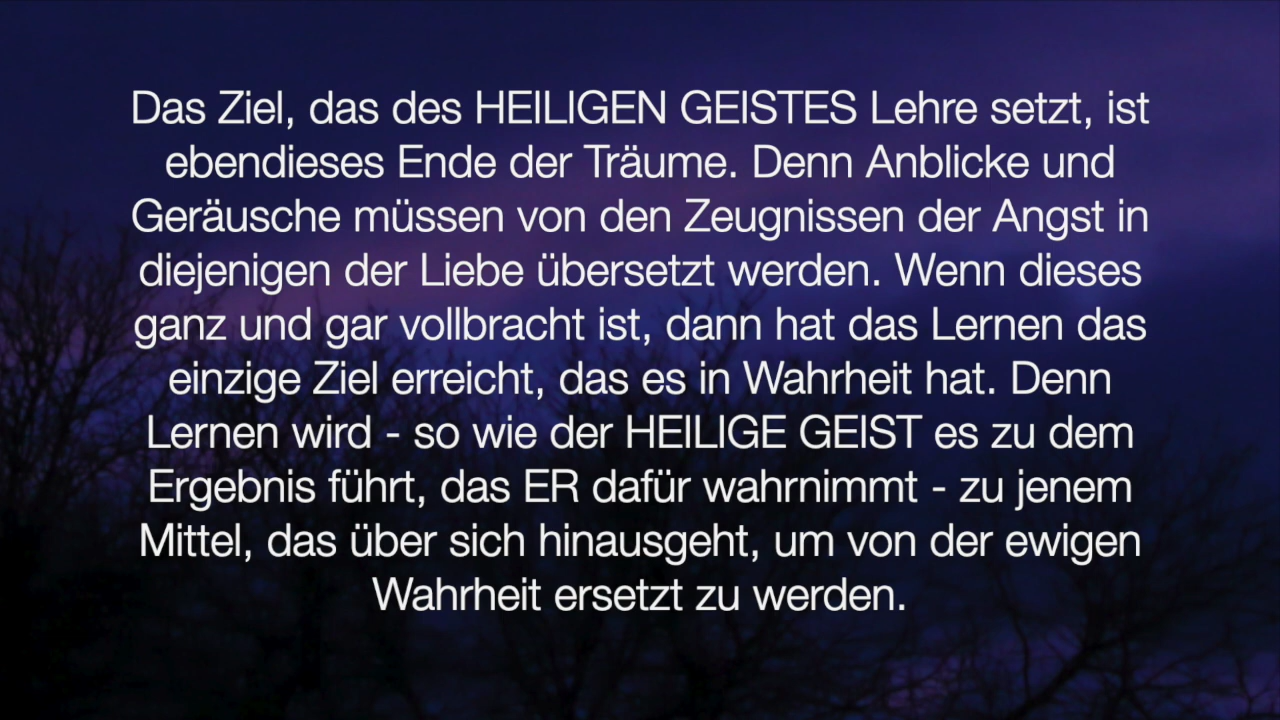 Das Ziel, das des HEILIGEN GEISTES Lehre setzt, ist
ebendieses Ende der Träume. Denn Anblicke und
Geräusche müssen von den Zeugnissen der Angst in
diejenigen der Liebe übersetzt werden. Wenn dieses
ganz und gar vollbracht ist, dann hat das Lernen das
einzige Ziel erreicht, das es in Wahrheit hat. Denn
Lernen wird - so wie der HEILIGE GEIST es zu dem
Ergebnis führt, das ER dafür wahrnimmt - zu jenem
Mittel, das über sich hinausgeht, um von der ewigen
Wahrheit ersetzt zu werden.